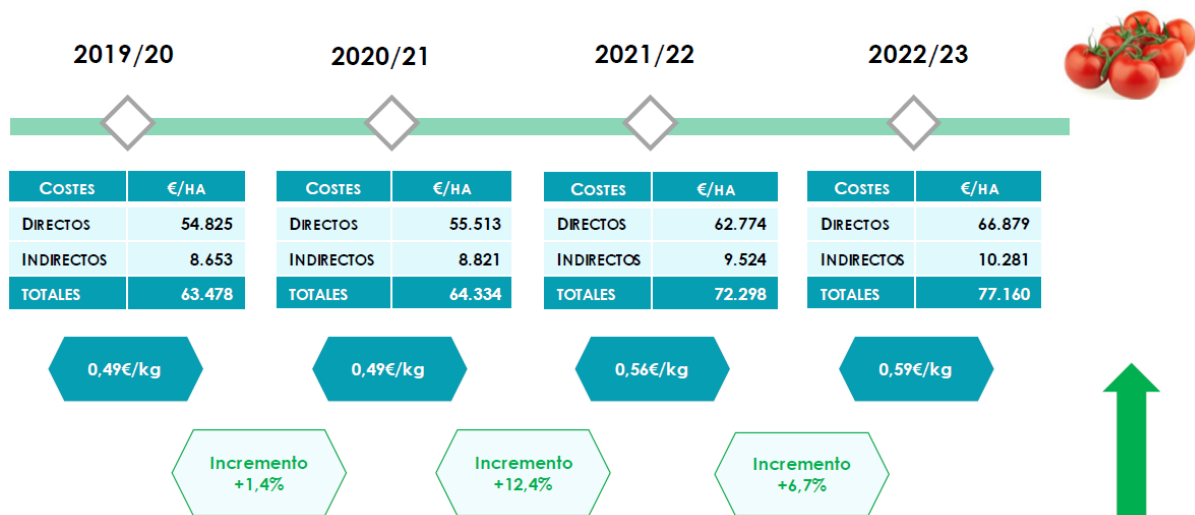 2019/20
2020/21
2021/22
2022/23
COSTES €/HA
DIRECTOS 54.825
INDIRECTOS 8.653
TOTALES 63.478
COSTES €/HA
DIRECTOS 55.513
INDIRECTOS 8.821
TOTALES 64.334
COSTES €/HA
DIRECTOS 62.774
INDIRECTOS 9.524
TOTALES 72.298
COSTES €/HA
DIRECTOS 66.879
INDIRECTOS 10.281
TOTALES 77.160
0,49€/kg
0,49€/kg
0,56€/kg
0,59€/kg
Incremento
+1,4%
Incremento
+12,4%
Incremento
+6,7%